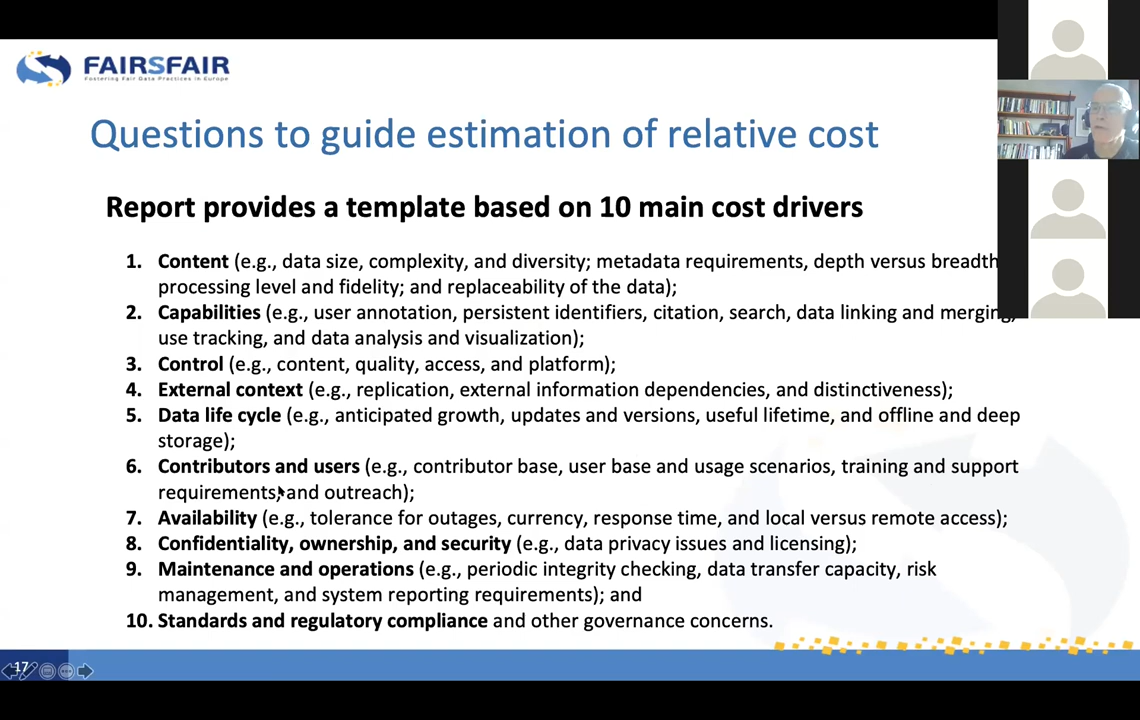 FAIRSFAIR
Fostering Fair Data Practices in Europe
Questions to guide estimation of relative cost
Report provides a template based on 10 main cost drivers
1. Content (e.g., data size, complexity, and diversity; metadata requirements, depth versus breadth
processing level and fidelity; and replaceability of the data);
2. Capabilities (e.g., user annotation, persistent identifiers, citation, search, data linking and merging,
use tracking, and data analysis and visualization);
3. Control (e.g., content, quality, access, and platform);
4. External context (e.g., replication, external information dependencies, and distinctiveness);
5. Data life cycle (e.g., anticipated growth, updates and versions, useful lifetime, and offline and deep
storage);
6. Contributors and users (e.g., contributor base, user base and usage scenarios, training and support
requirements, and outreach);
7. Availability (e.g., tolerance for outages, currency, response time, and local versus remote access);
8. Confidentiality, ownership, and security (e.g., data privacy issues and licensing);
9. Maintenance and operations (e.g., periodic integrity checking, data transfer capacity, risk
management, and system reporting requirements); and
10. Standards and regulatory compliance and other governance concerns.
17